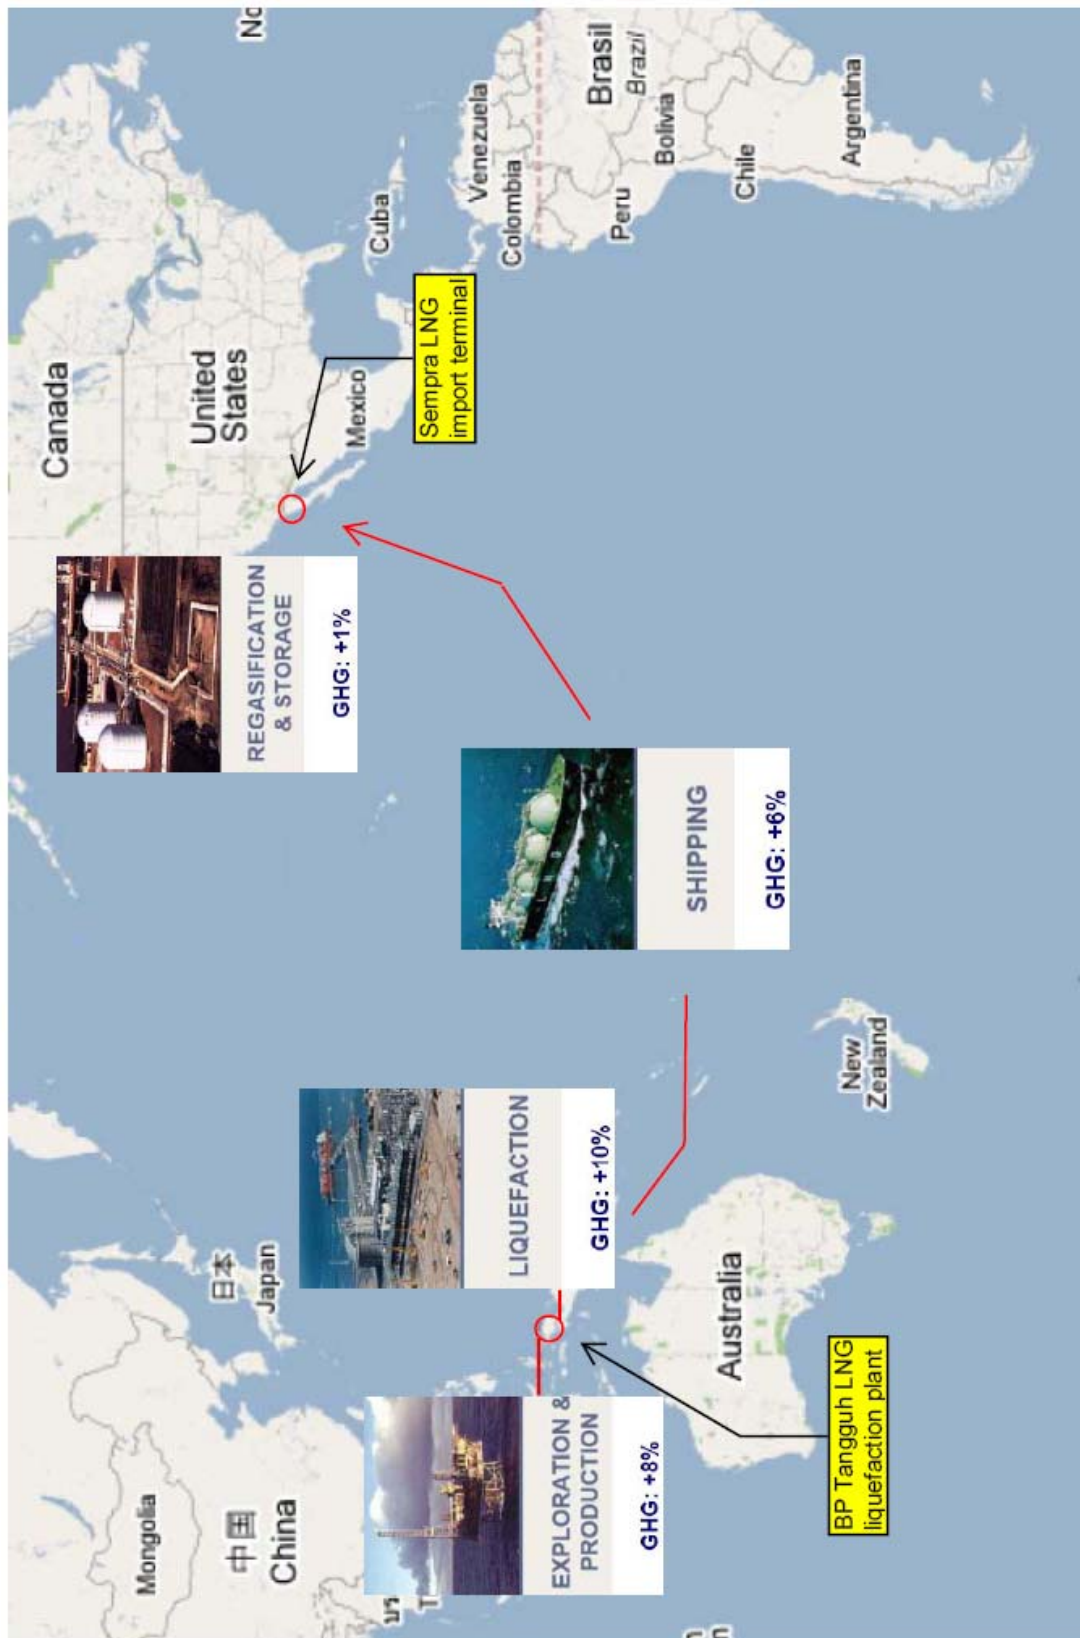 No
Canada
United
States
Mexico
Cuba
Venezuela
Colombia
Brasil
Brazil
Bolivia
Peru
Chile
Argentina
Sempra LNG
import terminal
REGASIFICATION
& STORAGE
GHG: +1%
SHIPPING
GHG: +6%
LIQUEFACTION
GHG: +10%
EXPLORATION &
PRODUCTION
GHG: +8%
Mongolia
中国
China
日本
Japan
Australia
New
Zealand
BP Tangguh LNG
liquefaction plant